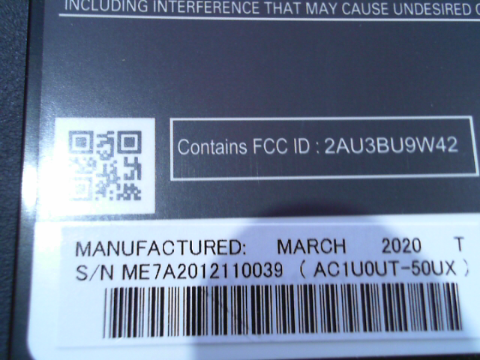 INCLUDING INTERFERENCE THAT MAY CAUSE UNDESIRED
Contains FCC ID : 2AU3BU9W42
MANUFACTURED: MARCH 2020 T
S/N ME7A2012110039 ( AC1U0UT-50UX )